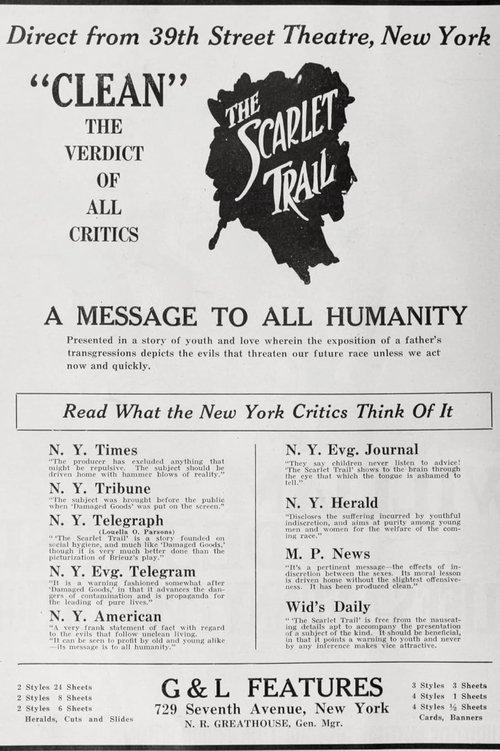 Direct from 39th Street Theatre, New York
"CLEAN"
THE
VERDICT
OF
ALL
CRITICS
THE
SCARLET
TRAIL
A MESSAGE TO ALL HUMANITY
Presented in a story of youth and love wherein the exposition of a father's
transgressions depicts the evils that threaten our future race unless we act
now and quickly.
Read What the New York Critics Think Of It
N. Y. Times
"The producer has excluded anything that
might be repulsive. The subject should be
driven home with hammer blows of reality."
N. Y. Tribune
"The subject was brought before the public
when 'Damaged Goods' was put on the screen."
N. Y. Telegraph
(Louella O. Parsons)
"'The Scarlet Trail' is a story founded on
social hygiene, and much like 'Damaged Goods,'
though it is very much better done than the
picturization of Brieuz's play."
N. Y. Evg. Telegram
"It is a warning fashioned somewhat after
'Damaged Goods,' in that it advances the dan-
gers of contamination and is propaganda for
the leading of pure lives."
N. Y. American
"A very frank statement of fact with regard
to the evils that follow unclean living.
"It can be seen to profit by old and young alike
—its message is to all humanity."
N. Y. Evg. Journal
"They say children never listen to advice!
'The Scarlet Trail' shows to the brain through
the eye that which the tongue is ashamed to
tell."
N. Y. Herald
"Discloses the suffering incurred by youthful
indiscretion, and aims at purity among young
men and women for the welfare of the com-
ing race."
M. P. News
"It's a pertinent message—the effects of in-
discretion between the sexes. Its moral lesson
is driven home without the slightest offensive-
ness. It has been produced clean."
Wid's Daily
"'The Scarlet Trail' is free from the nauseat-
ing details apt to accompany the presentation
of a subject of the kind. It should be beneficial,
in that it points a warning to youth and never
by any inference makes vice attractive.
2 Styles 24 Sheets
2 Styles 8 Sheets
2 Styles 6 Sheets
Heralds, Cuts and Slides
G & L FEATURES
729 Seventh Avenue, New York
N. R. GREATHOUSE, Gen. Mgr.
3 Styles 3 Sheets
4 Styles 1 Sheets
4 Styles ½ Sheets
Cards, Banners